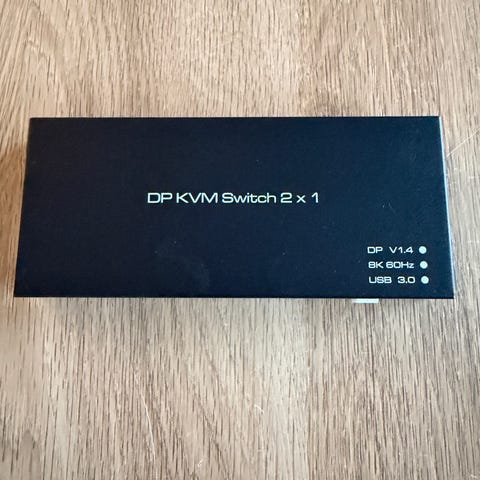 DP KVM Switch 2 x 1
DP V1.4
8K 60Hz
USB 3.0